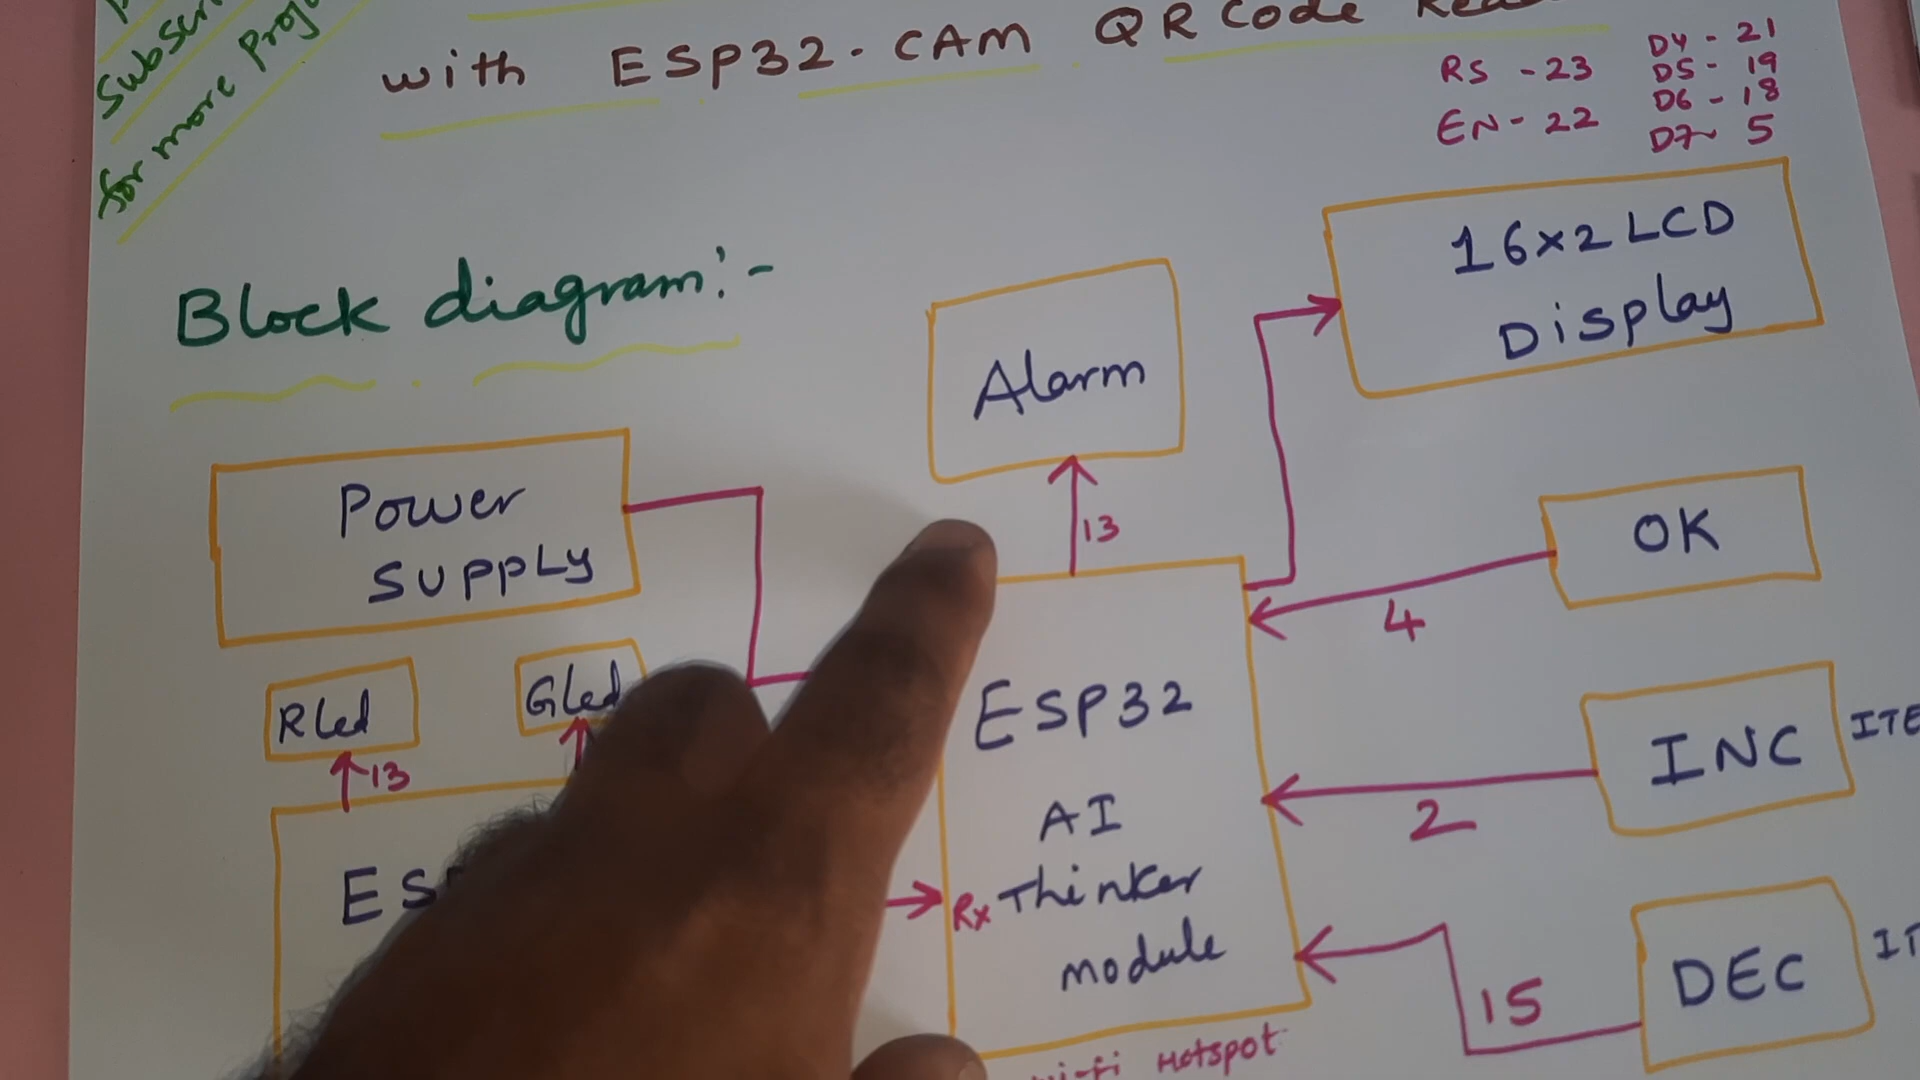 for more
with ESP32-CAM QR Code
RS - 23
EN - 22
D4 - 21
D5 - 19
D6 - 18
D7 - 5
Block diagram:-
16x2 LCD
Display
Alarm
13
Power
Supply
OK
4
Rled
13
Gled
ESP32
AI
Thinker
module
Rx
INC
2
DEC
15
Hotspot